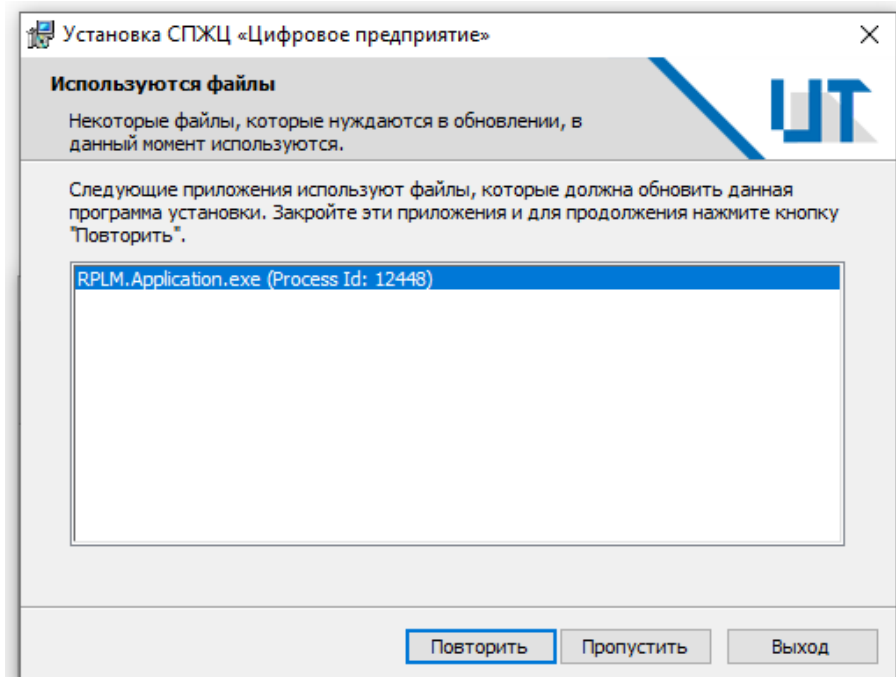 Установка СПЖЦ «Цифровое предприятие»
Используются файлы
Некоторые файлы, которые нуждаются в обновлении, в
данный момент используются.
Следующие приложения используют файлы, которые должна обновить данная
программа установки. Закройте эти приложения и для продолжения нажмите кнопку
"Повторить".
RPLM.Application.exe (Process Id: 12448)
Повторить
Пропустить
Выход